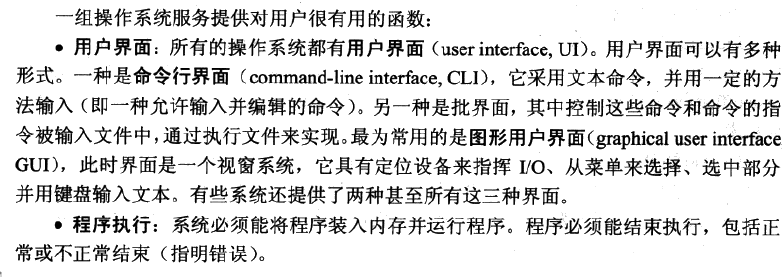 一组操作系统服务提供对用户很有用的函数：
• 用户界面：所有的操作系统都有用户界面（user interface, UI）。用户界面可以有多种
形式。一种是命令行界面（command-line interface, CLI），它采用文本命令，并用一定的方
法输入（即一种允许输入并编辑的命令）。另一种是批界面，其中控制这些命令和命令的指
令被输入文件中，通过执行文件来实现。最为常用的是图形用户界面（graphical user interface
GUI），此时界面是一个视窗系统，它具有定位设备来指挥 I/O、从菜单来选择、选中部分
并用键盘输入文本。有些系统还提供了两种甚至所有这三种界面。
• 程序执行：系统必须能将程序装入内存并运行程序。程序必须能结束执行，包括正
常或不正常结束（指明错误）。